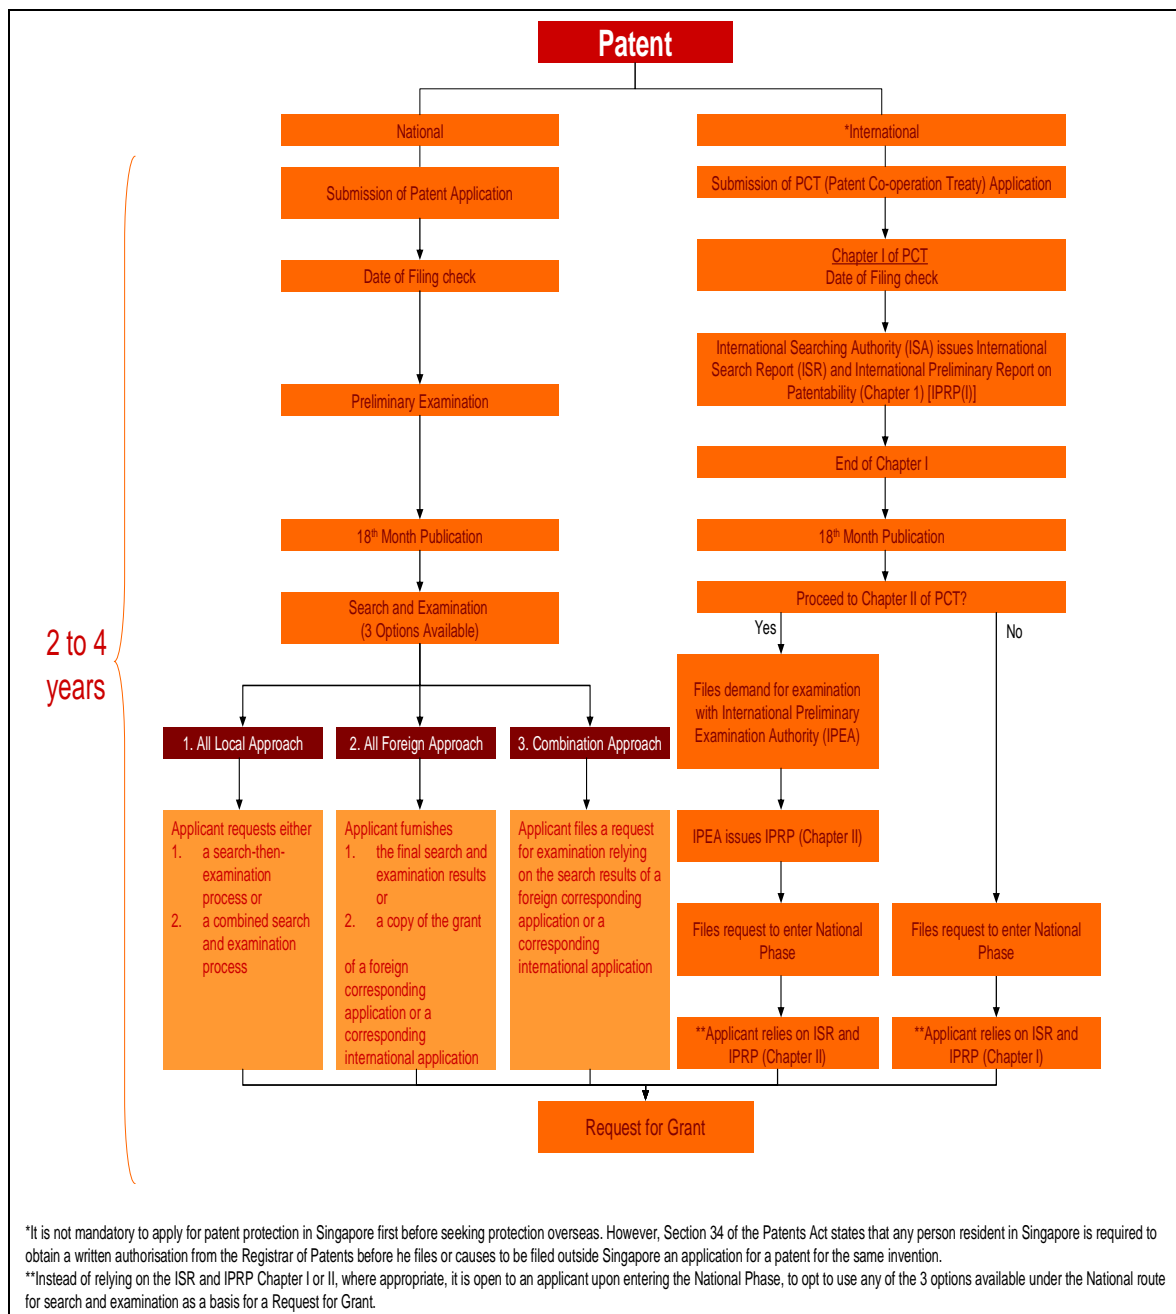 Patent
National
*International
Submission of Patent Application
Submission of PCT (Patent Co-operation Treaty) Application
Date of Filing check
Chapter I of PCT
Date of Filing check
International Searching Authority (ISA) issues International
Search Report (ISR) and International Preliminary Report on
Patentability (Chapter 1) [IPRP(I)]
Preliminary Examination
End of Chapter I
18th Month Publication
18th Month Publication
Search and Examination
(3 Options Available)
Proceed to Chapter II of PCT?
Yes
No
2 to 4
years
Files demand for examination
with International Preliminary
Examination Authority (IPEA)
1. All Local Approach
2. All Foreign Approach
3. Combination Approach
Applicant requests either
1. a search-then-
examination
process or
2. a combined search
and examination
process
Applicant furnishes
1. the final search and
examination results
or
2. a copy of the grant
of a foreign
corresponding
application or a
corresponding
international application
Applicant files a request
for examination relying
on the search results of a
foreign corresponding
application or a
corresponding
international application
IPEA issues IPRP (Chapter II)
Files request to enter National
Phase
Files request to enter National
Phase
**Applicant relies on ISR and
IPRP (Chapter II)
**Applicant relies on ISR and
IPRP (Chapter I)
Request for Grant
*It is not mandatory to apply for patent protection in Singapore first before seeking protection overseas. However, Section 34 of the Patents Act states that any person resident in Singapore is required to
obtain a written authorisation from the Registrar of Patents before he files or causes to be filed outside Singapore an application for a patent for the same invention.
**Instead of relying on the ISR and IPRP Chapter I or II, where appropriate, it is open to an applicant upon entering the National Phase, to opt to use any of the 3 options available under the National route
for search and examination as a basis for a Request for Grant.